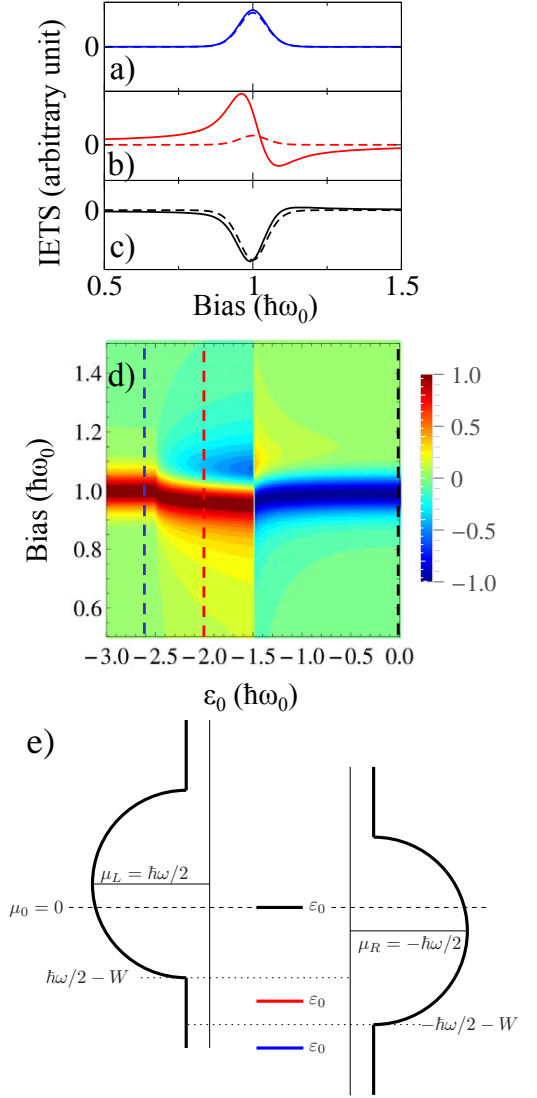 IETS (arbitrary unit)
0
a)
0
b)
0
c)
0.5
1
1.5
Bias (ħω₀)
d)
Bias (ħω₀)
1.4
1.2
1.0
0.8
0.6
−3.0 −2.5 −2.0 −1.5 −1.0 −0.5 0.0
ε₀ (ħω₀)
1.0
0.5
0
−0.5
−1.0
e)
μ_L = ħω/2
μ₀ = 0
ε₀
μ_R = −ħω/2
ħω/2 − W
ε₀
−ħω/2 − W
ε₀